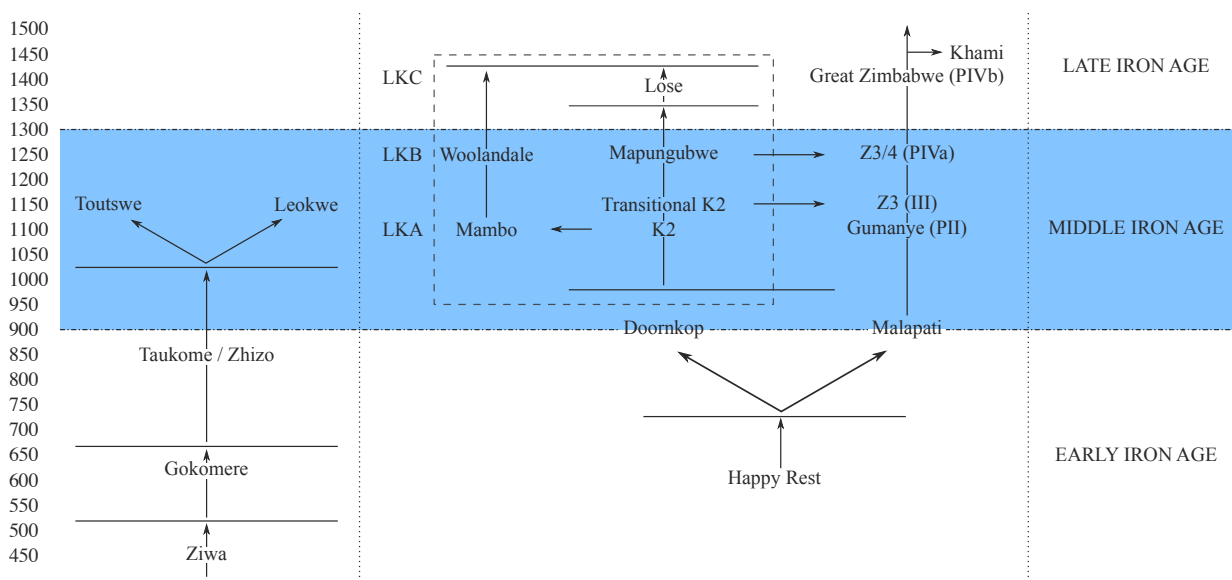 1500
1450
1400
1350
1300
1250
1200
1150
1100
1050
1000
950
900
850
800
750
700
650
600
550
500
450
Toutswe
Leokwe
Taukome / Zhizo
Gokomere
Ziwa
LKC
LKB
LKA
Lose
Woolandale
Mapungubwe
Transitional K2
Mambo
K2
Doornkop
Malapati
Happy Rest
Khami
Great Zimbabwe (PIVb)
Z3/4 (PIVa)
Z3 (III)
Gumanye (PII)
LATE IRON AGE
MIDDLE IRON AGE
EARLY IRON AGE